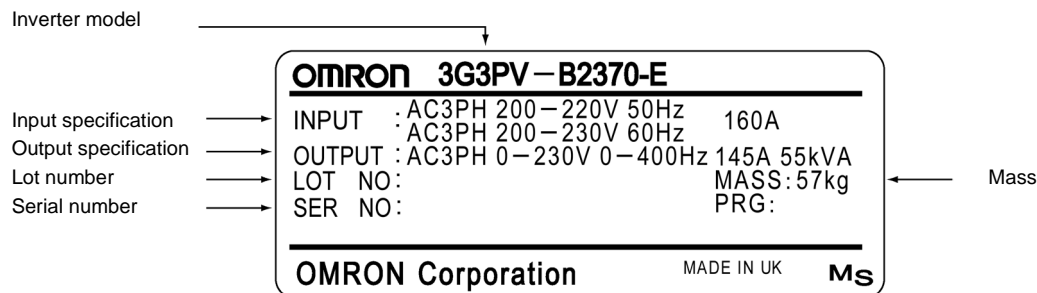 Inverter model
OMRON 3G3PV－B2370-E
Input specification
INPUT : AC3PH 200－220V 50Hz 160A
AC3PH 200－230V 60Hz
Output specification
OUTPUT : AC3PH 0－230V 0－400Hz 145A 55kVA
Lot number
LOT NO: MASS: 57kg
Mass
Serial number
SER NO: PRG:
OMRON Corporation MADE IN UK MS